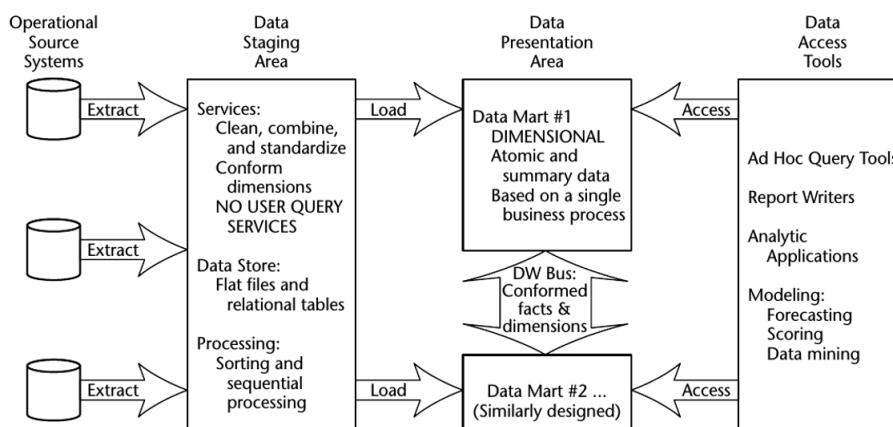 Operational
Source
Systems
Data
Staging
Area
Data
Presentation
Area
Data
Access
Tools
Extract
Extract
Extract
Services:
Clean, combine,
and standardize
Conform
dimensions
NO USER QUERY
SERVICES
Data Store:
Flat files and
relational tables
Processing:
Sorting and
sequential
processing
Load
Load
Data Mart #1
DIMENSIONAL
Atomic and
summary data
Based on a single
business process
DW Bus:
Conformed
facts &
dimensions
Data Mart #2 ...
(Similarly designed)
Access
Access
Ad Hoc Query Tools
Report Writers
Analytic
Applications
Modeling:
Forecasting
Scoring
Data mining